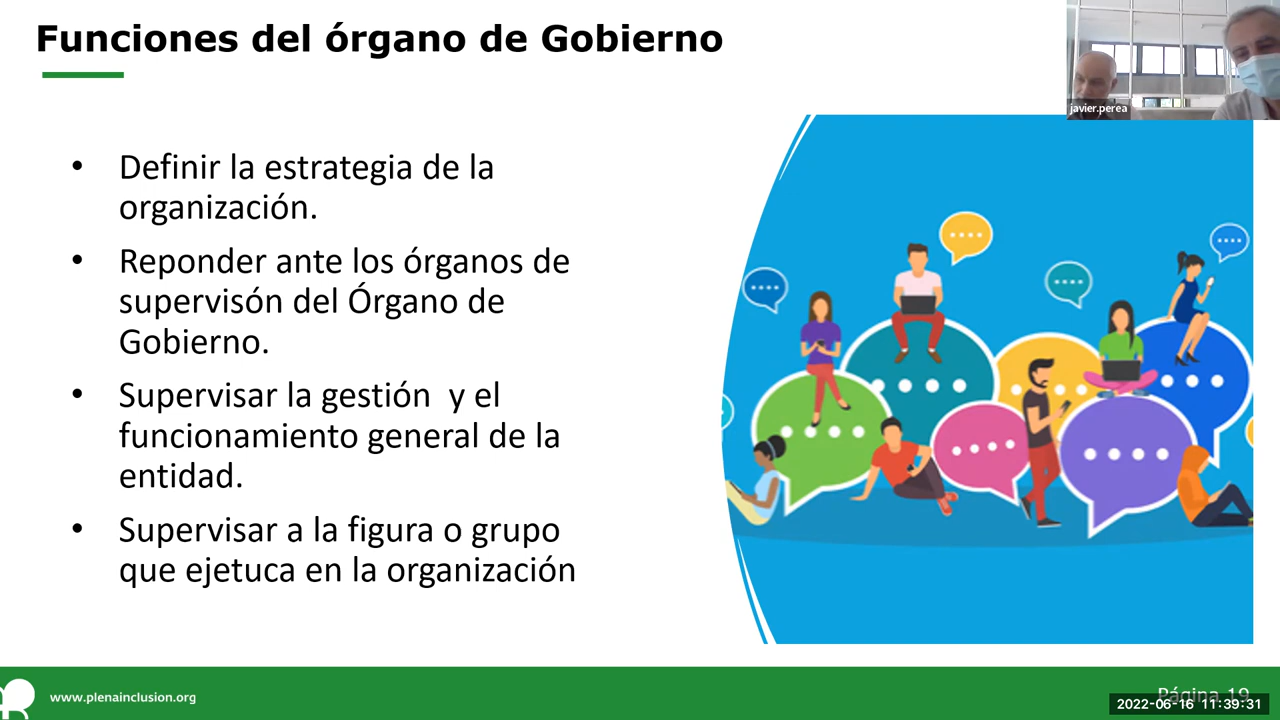 Funciones del órgano de Gobierno
javier.perea
• Definir la estrategia de la
organización.
• Reponder ante los órganos de
supervisón del Órgano de
Gobierno.
• Supervisar la gestión  y el
funcionamiento general de la
entidad.
• Supervisar a la figura o grupo
que ejetuca en la organización
www.plenainclusion.org
Página 19
2022-06-16 11:39:31